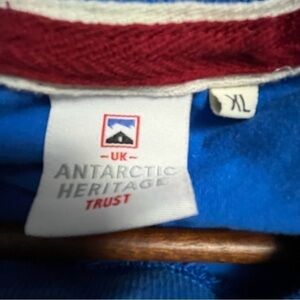 ~UK~
ANTARCTIC
HERITAGE
TRUST
XL